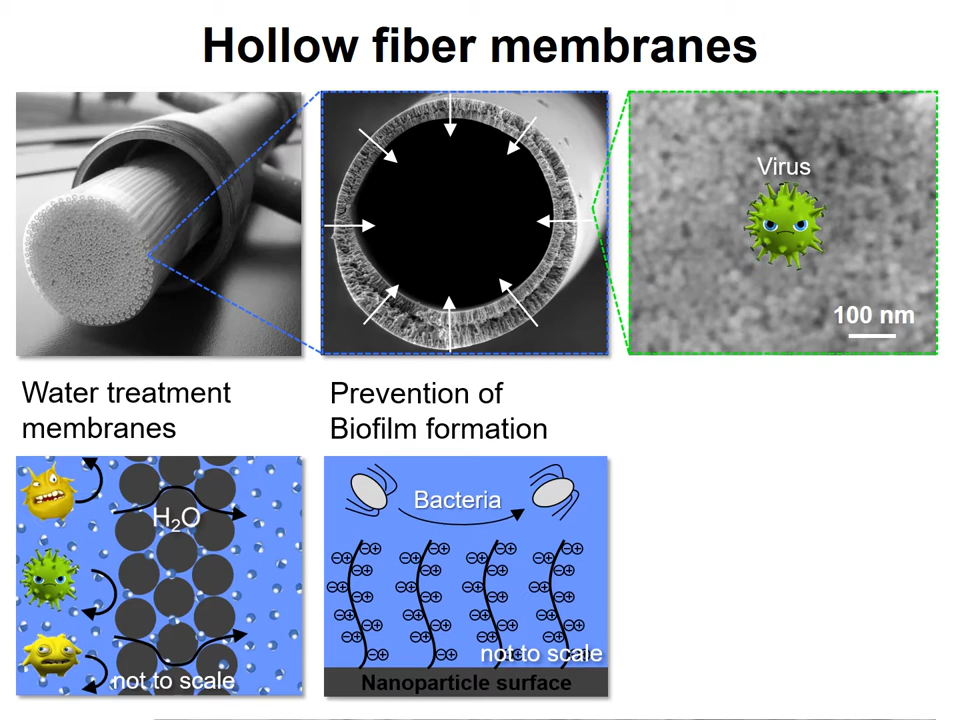 Hollow fiber membranes
Virus
100 nm
Water treatment
membranes
Prevention of
Biofilm formation
H₂O
not to scale
Bacteria
⊖⊕ ⊖⊕ ⊖⊕ ⊖⊕
⊖⊕ ⊖⊕ ⊖⊕ ⊖⊕
⊖⊕ ⊖⊕ ⊖⊕ ⊖⊕
⊖⊕ ⊖⊕ ⊖⊕ ⊖⊕
⊖⊕ ⊖⊕ ⊖⊕ ⊖⊕
⊖⊕ ⊖⊕ ⊖⊕ ⊖⊕
⊖⊕ ⊖⊕ ⊖⊕ ⊖⊕
⊖⊕ ⊖⊕ ⊖⊕ ⊖⊕
not to scale
⊖⊕ ⊖⊕ ⊖⊕ ⊖⊕
Nanoparticle surface